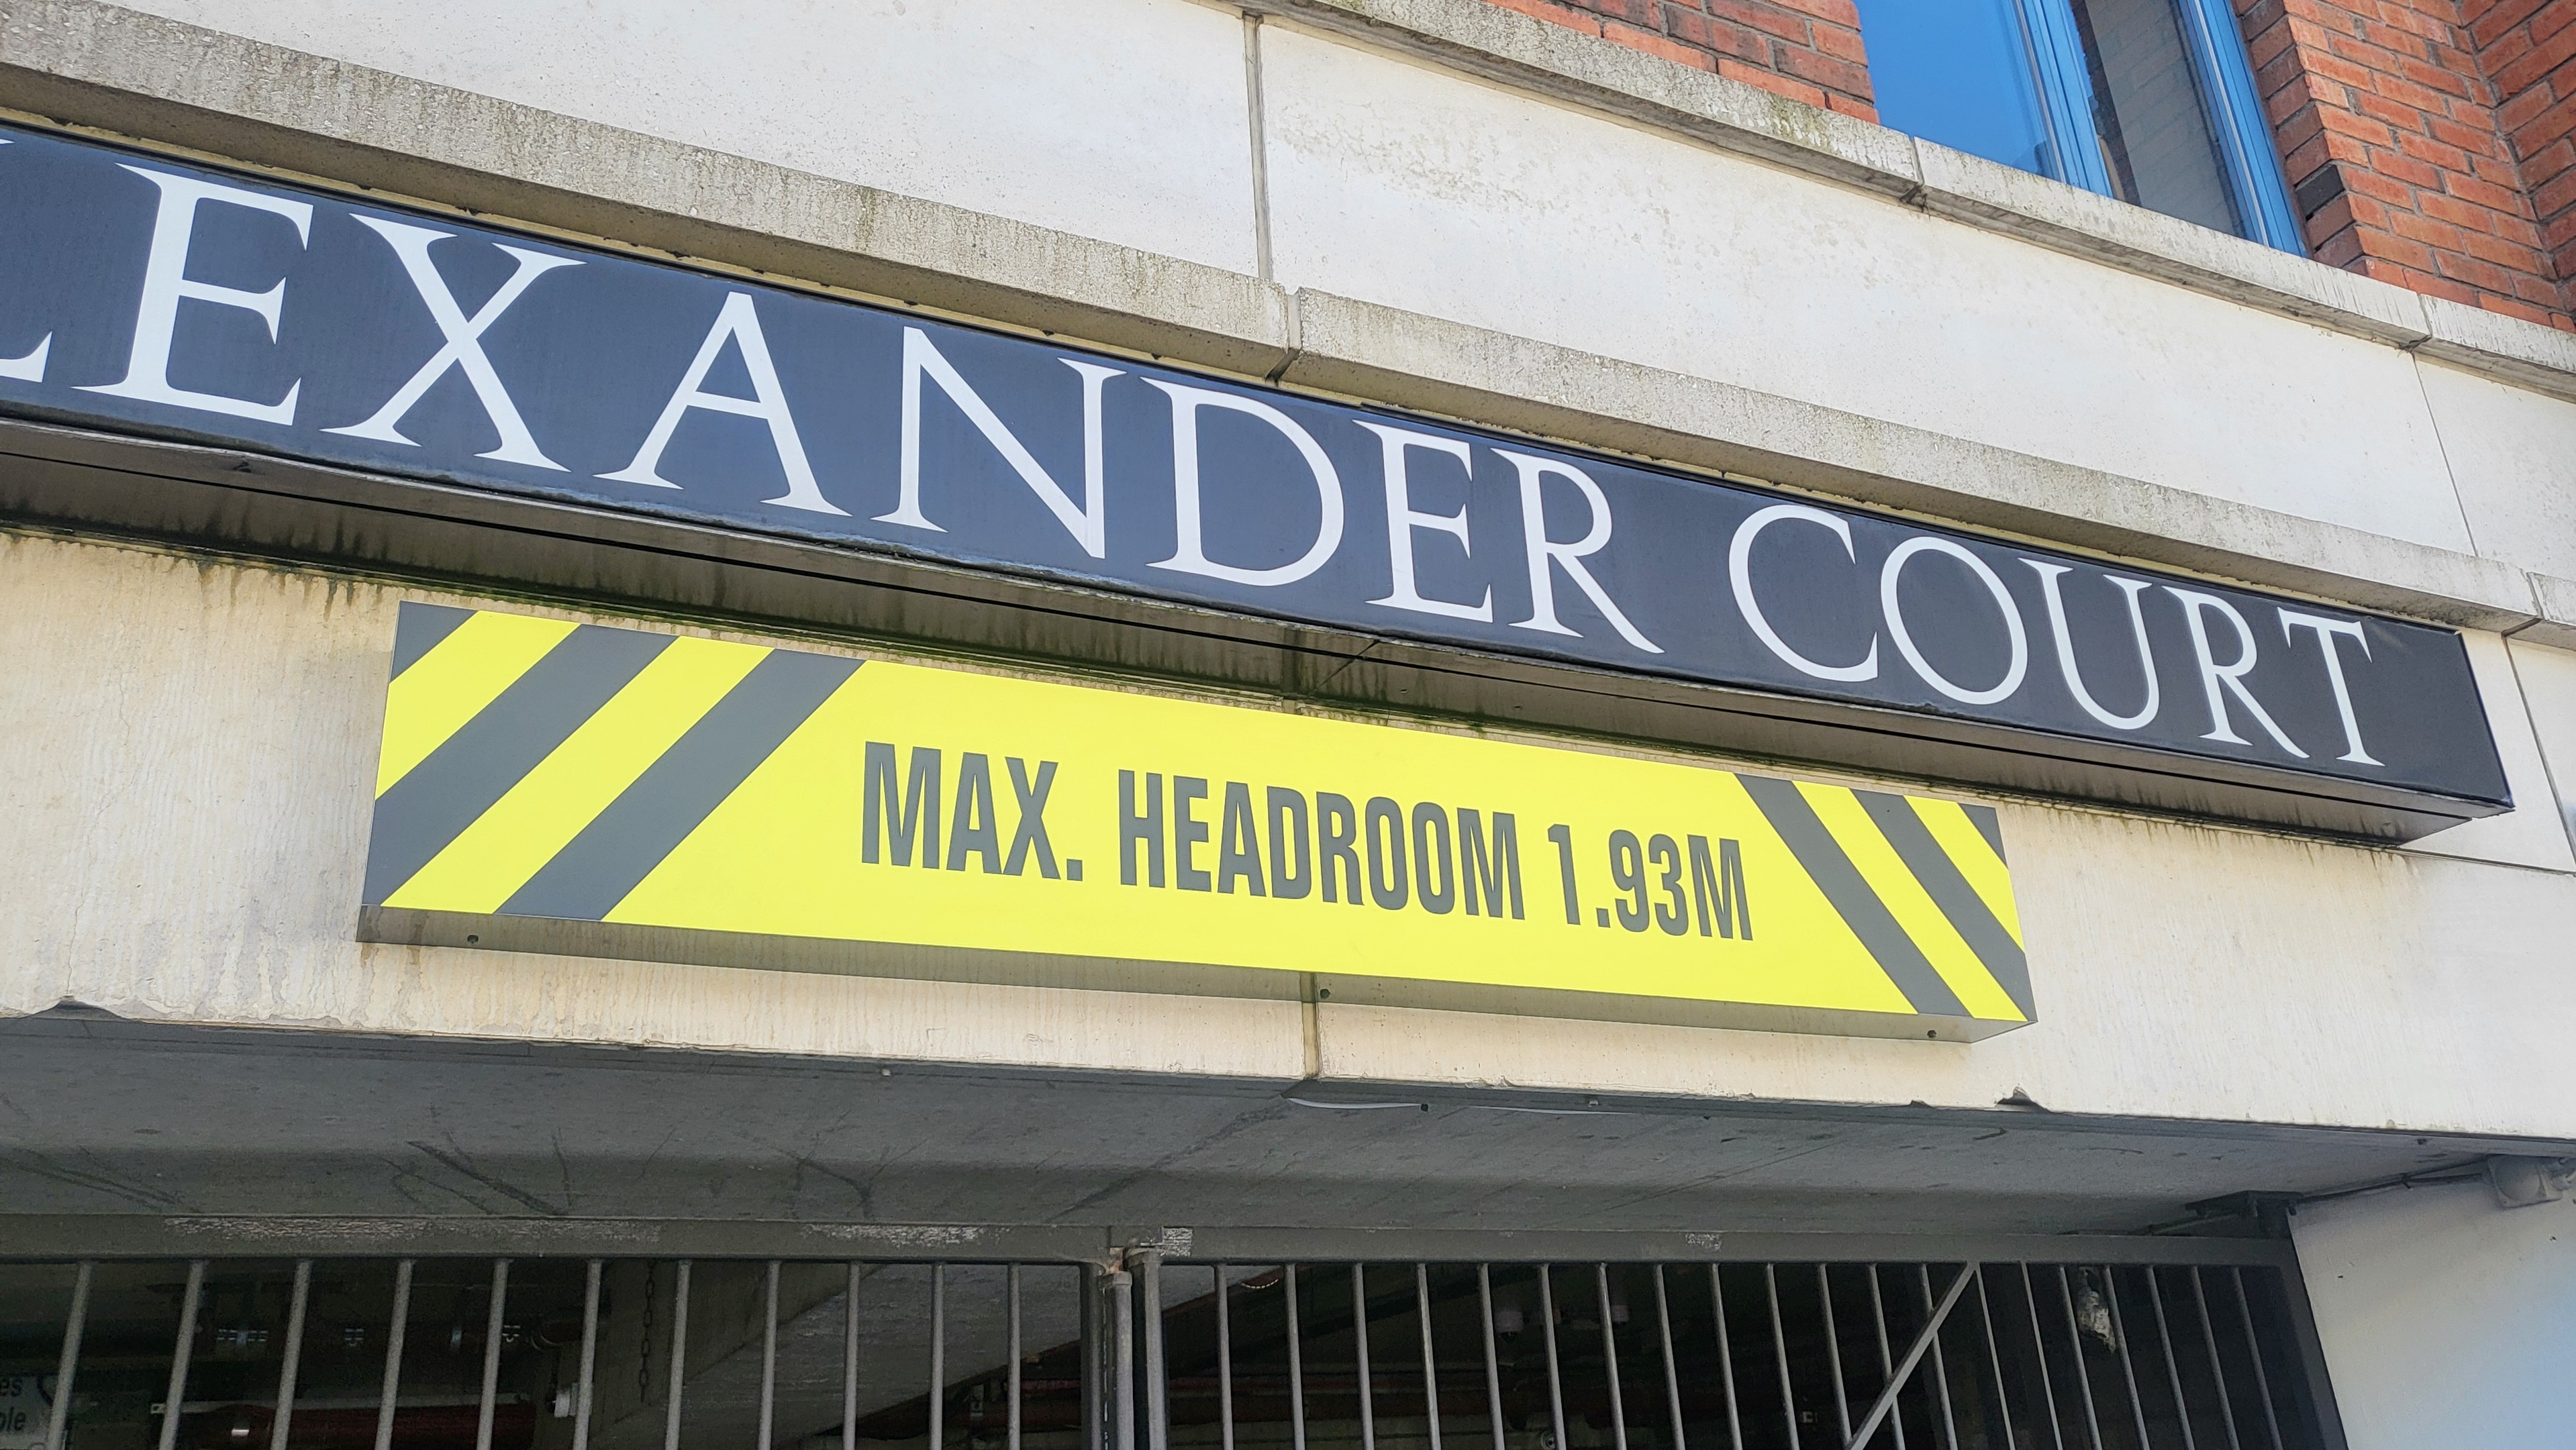 LEXANDER COURT
MAX. HEADROOM 1.93M